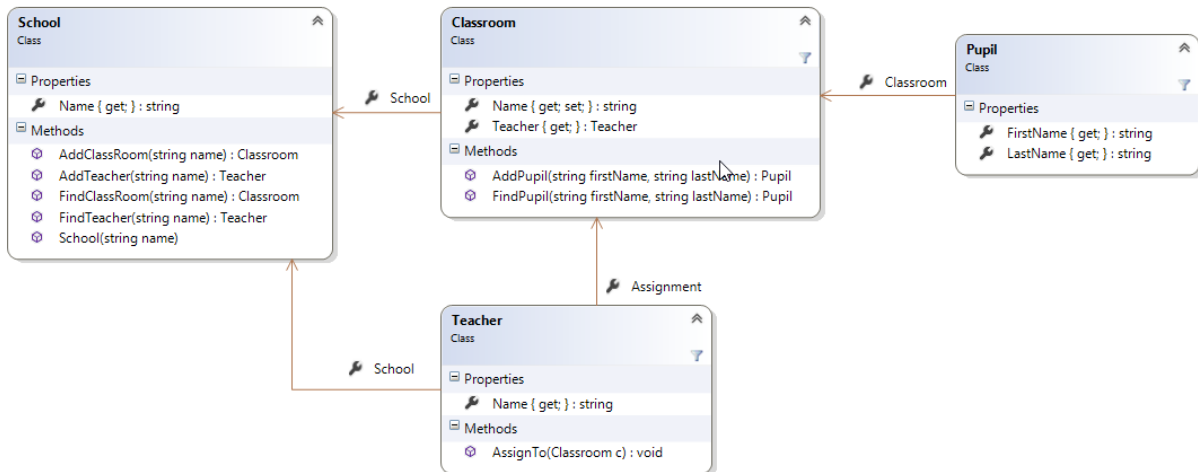 School
Class
Properties
Name { get; } : string
Methods
AddClassRoom(string name) : Classroom
AddTeacher(string name) : Teacher
FindClassRoom(string name) : Classroom
FindTeacher(string name) : Teacher
School(string name)
School
Classroom
Class
Properties
Name { get; set; } : string
Teacher { get; } : Teacher
Methods
AddPupil(string firstName, string lastName) : Pupil
FindPupil(string firstName, string lastName) : Pupil
Classroom
Pupil
Class
Properties
FirstName { get; } : string
LastName { get; } : string
Assignment
School
Teacher
Class
Properties
Name { get; } : string
Methods
AssignTo(Classroom c) : void